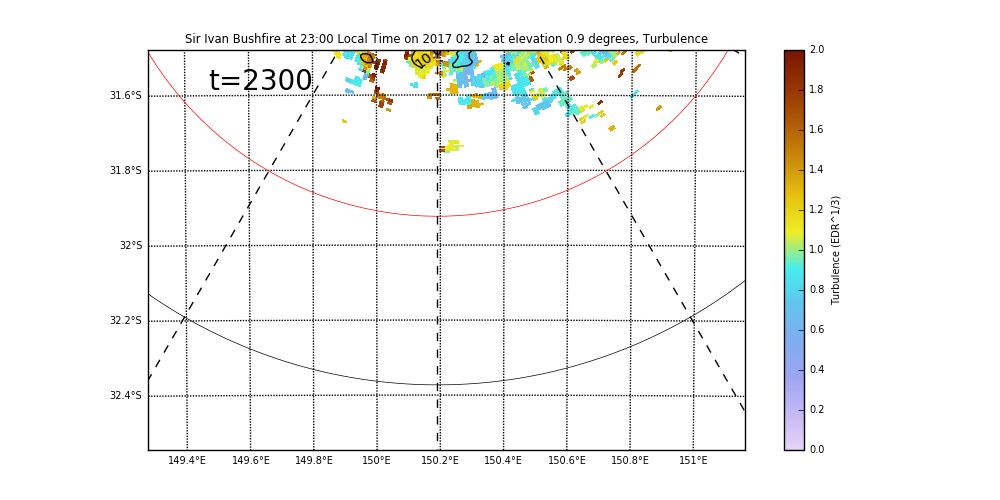 Sir Ivan Bushfire at 23:00 Local Time on 2017 02 12 at elevation 0.9 degrees, Turbulence
t=2300
10
31.6°S
31.8°S
32°S
32.2°S
32.4°S
149.4°E 149.6°E 149.8°E 150°E 150.2°E 150.4°E 150.6°E 150.8°E 151°E
2.0
1.8
1.6
1.4
1.2
1.0
0.8
0.6
0.4
0.2
0.0
Turbulence (EDR^1/3)